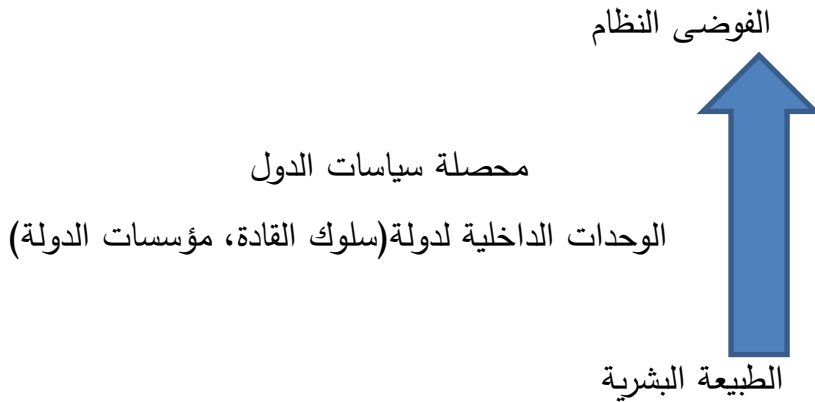 الفوضى النظام
محصلة سياسات الدول
الوحدات الداخلية لدولة(سلوك القادة، مؤسسات الدولة)
الطبيعة البشرية